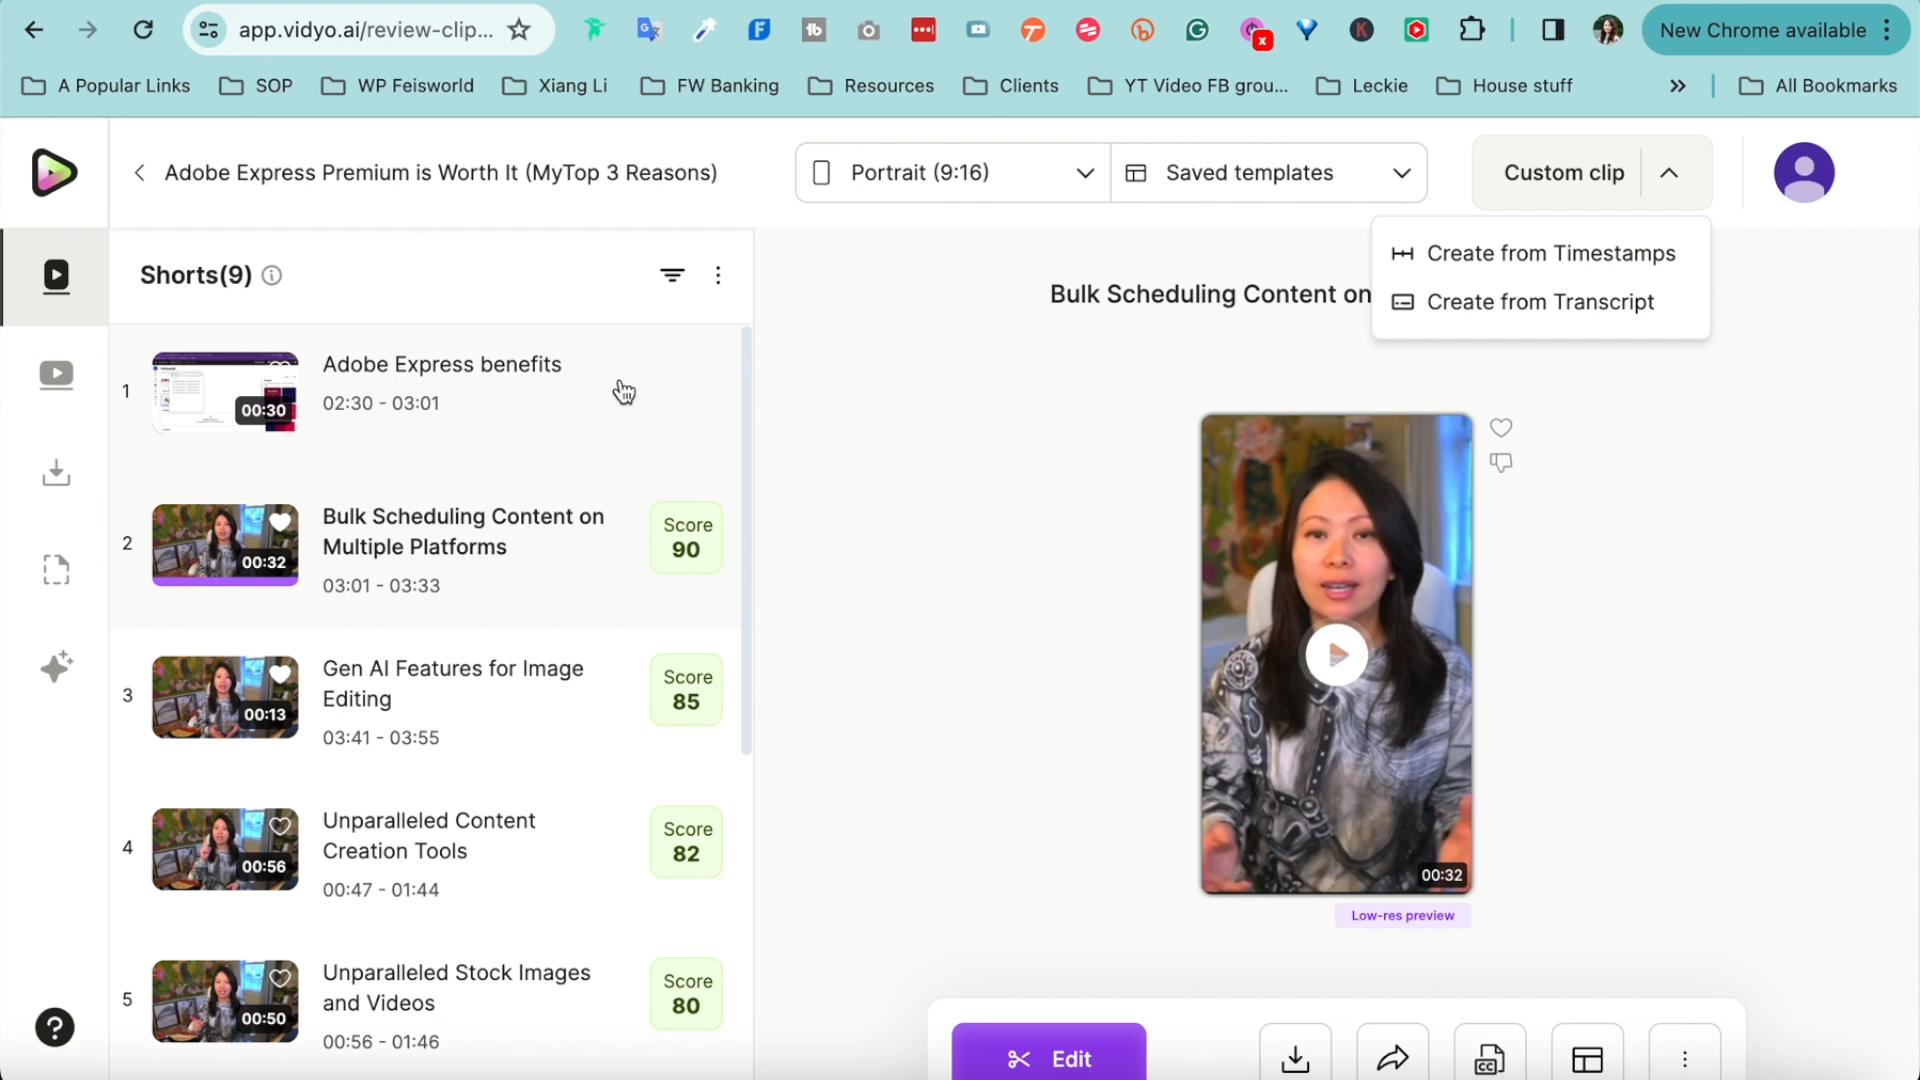 app.vidyo.ai/review-clip...
New Chrome available
A Popular Links
SOP
WP Feisworld
Xiang Li
FW Banking
Resources
Clients
YT Video FB grou...
Leckie
House stuff
All Bookmarks
Adobe Express Premium is Worth It (MyTop 3 Reasons)
Portrait (9:16)
Saved templates
Custom clip
Create from Timestamps
Create from Transcript
Shorts(9)
Bulk Scheduling Content on
1
00:30
Adobe Express benefits
02:30 - 03:01
2
00:32
Bulk Scheduling Content on
Multiple Platforms
03:01 - 03:33
Score
90
3
00:13
Gen AI Features for Image
Editing
03:41 - 03:55
Score
85
4
00:56
Unparalleled Content
Creation Tools
00:47 - 01:44
Score
82
5
00:50
Unparalleled Stock Images
and Videos
00:56 - 01:46
Score
80
00:32
Low-res preview
Edit
CC